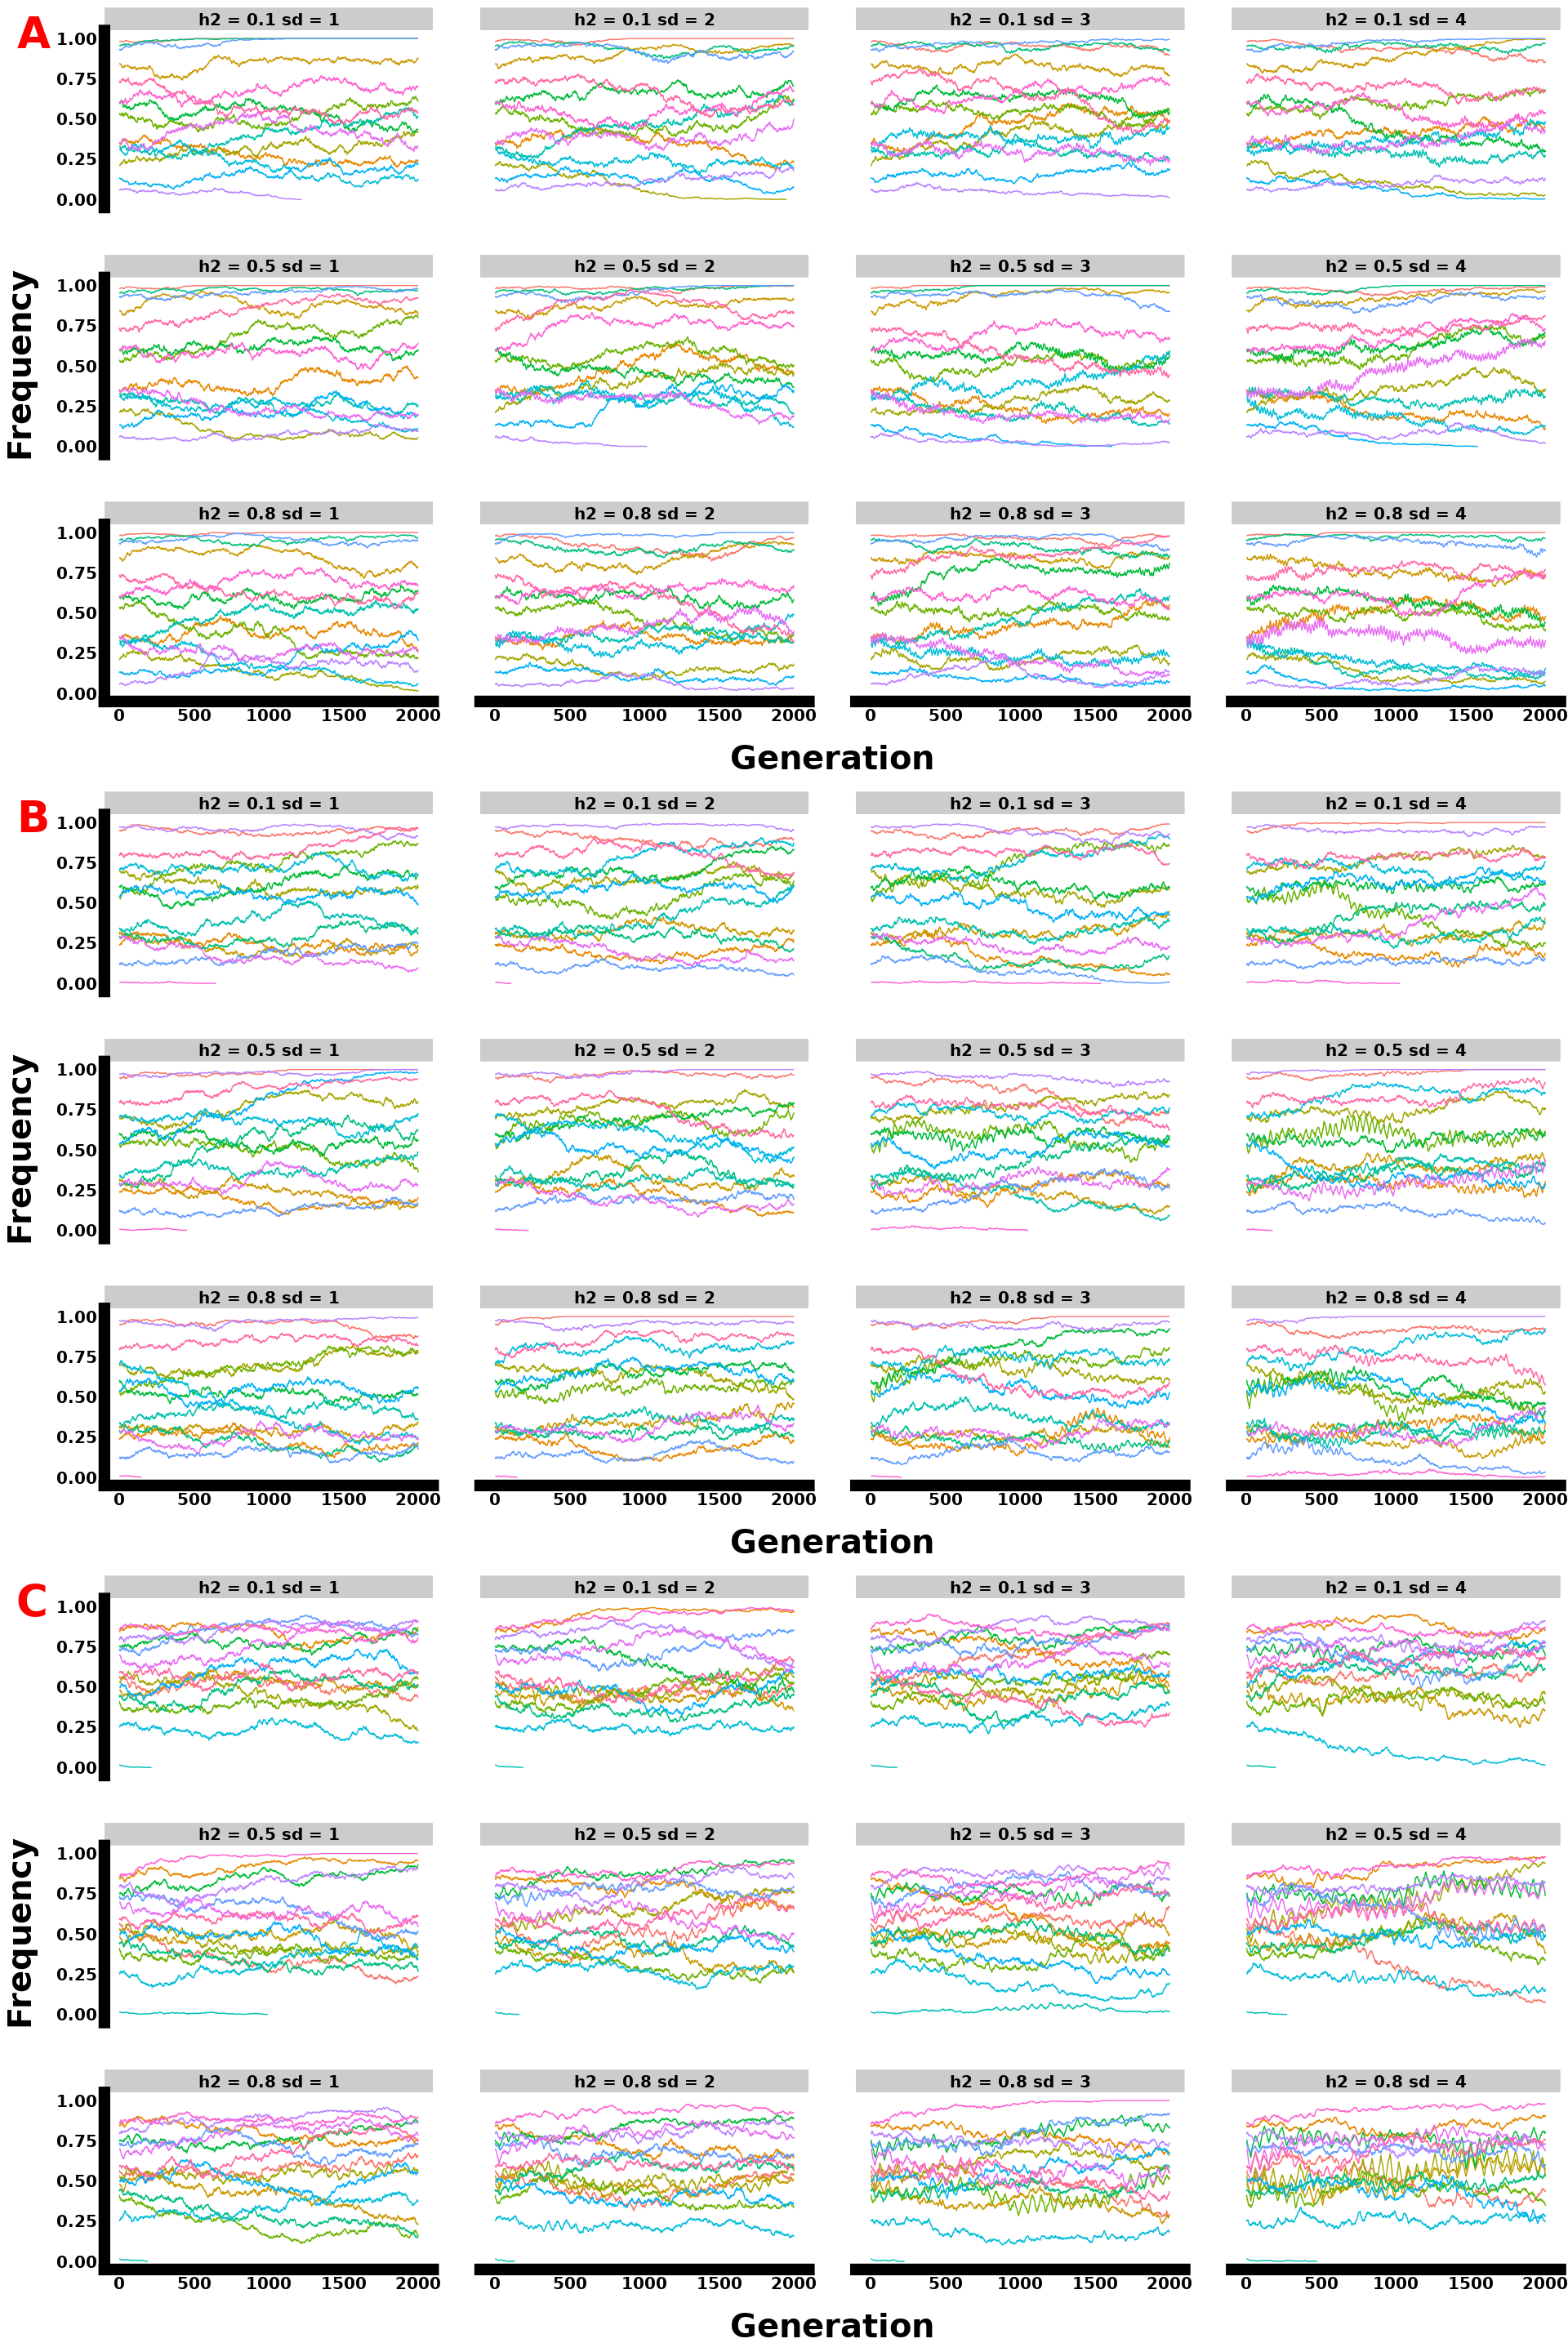 A
h2 = 0.1 sd = 1
h2 = 0.1 sd = 2
h2 = 0.1 sd = 3
h2 = 0.1 sd = 4
1.00
0.75
0.50
0.25
0.00
Frequency
h2 = 0.5 sd = 1
h2 = 0.5 sd = 2
h2 = 0.5 sd = 3
h2 = 0.5 sd = 4
1.00
0.75
0.50
0.25
0.00
h2 = 0.8 sd = 1
h2 = 0.8 sd = 2
h2 = 0.8 sd = 3
h2 = 0.8 sd = 4
1.00
0.75
0.50
0.25
0.00
0 500 1000 1500 2000
0 500 1000 1500 2000
0 500 1000 1500 2000
0 500 1000 1500 2000
Generation
B
h2 = 0.1 sd = 1
h2 = 0.1 sd = 2
h2 = 0.1 sd = 3
h2 = 0.1 sd = 4
1.00
0.75
0.50
0.25
0.00
Frequency
h2 = 0.5 sd = 1
h2 = 0.5 sd = 2
h2 = 0.5 sd = 3
h2 = 0.5 sd = 4
1.00
0.75
0.50
0.25
0.00
h2 = 0.8 sd = 1
h2 = 0.8 sd = 2
h2 = 0.8 sd = 3
h2 = 0.8 sd = 4
1.00
0.75
0.50
0.25
0.00
0 500 1000 1500 2000
0 500 1000 1500 2000
0 500 1000 1500 2000
0 500 1000 1500 2000
Generation
C
h2 = 0.1 sd = 1
h2 = 0.1 sd = 2
h2 = 0.1 sd = 3
h2 = 0.1 sd = 4
1.00
0.75
0.50
0.25
0.00
Frequency
h2 = 0.5 sd = 1
h2 = 0.5 sd = 2
h2 = 0.5 sd = 3
h2 = 0.5 sd = 4
1.00
0.75
0.50
0.25
0.00
h2 = 0.8 sd = 1
h2 = 0.8 sd = 2
h2 = 0.8 sd = 3
h2 = 0.8 sd = 4
1.00
0.75
0.50
0.25
0.00
0 500 1000 1500 2000
0 500 1000 1500 2000
0 500 1000 1500 2000
0 500 1000 1500 2000
Generation